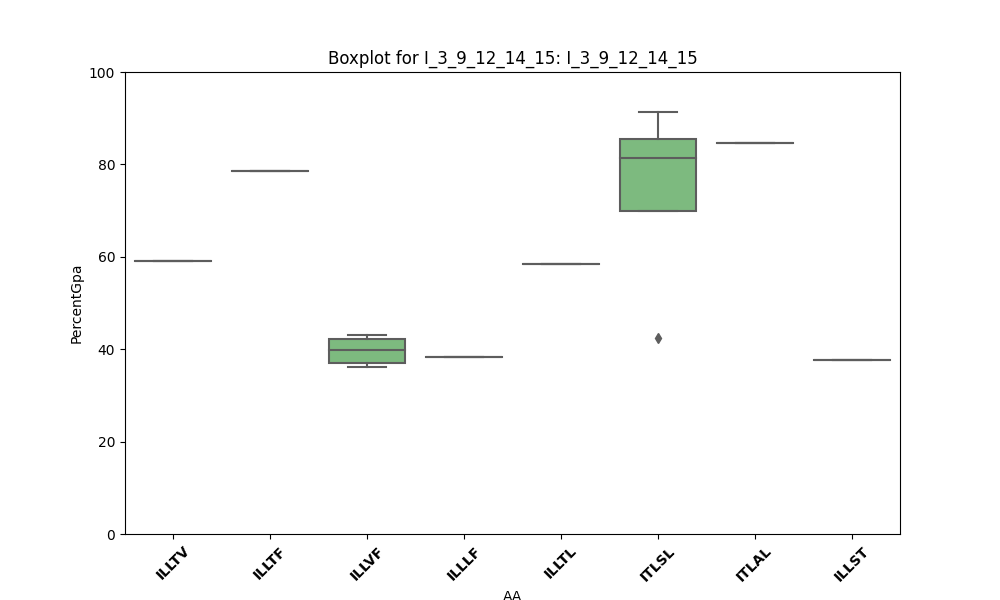 Boxplot for I_3_9_12_14_15: I_3_9_12_14_15
100
80
60
40
20
0
PercentGpa
ILLTV
ILLTF
ILLVF
ILLLF
ILLTL
ITLSL
ITLAL
ILLST
AA